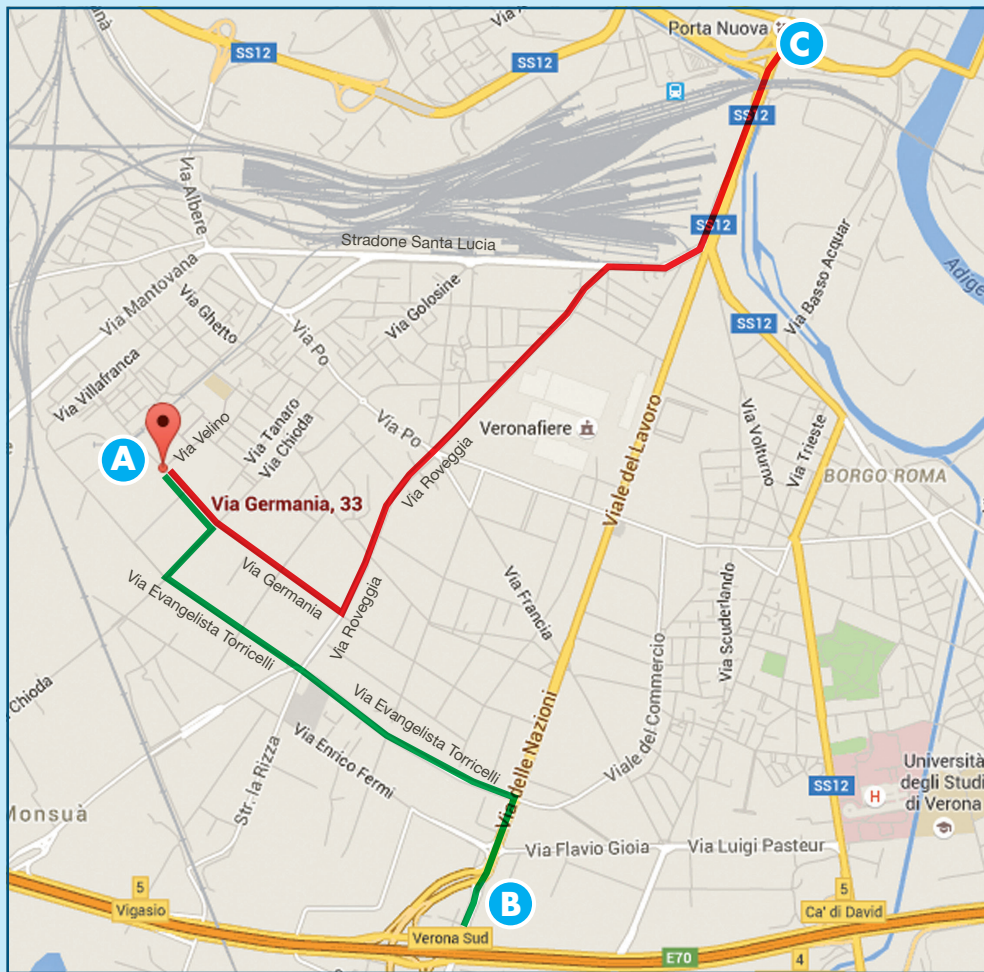 Via A
Porta Nuova
C
SS12
SS12
SS12
SS12
SS12
Via Albere
Stradone Santa Lucia
Via Basso Acquar
Adige
Via Mantovana
Via Ghetto
Via Golosine
Via Po
Via Villafranca
Via Velino
Via Tanaro
Via Chioda
Via Po
Veronafiere
Viale del Lavoro
Via Volturno
Via Trieste
BORGO ROMA
A
Via Roveggia
Via Germania, 33
Via Germania
Via Roveggia
Via Francia
Via Scuderlando
Via Evangelista Torricelli
Via Evangelista Torricelli
Chioda
Via Enrico Fermi
Str. la Rizza
Via delle Nazioni
Viale del Commercio
Università
degli Studi
di Verona
H
SS12
Monsuà
Via Flavio Gioia
Via Luigi Pasteur
5
Vigasio
B
Verona Sud
5
Ca' di David
E70
4